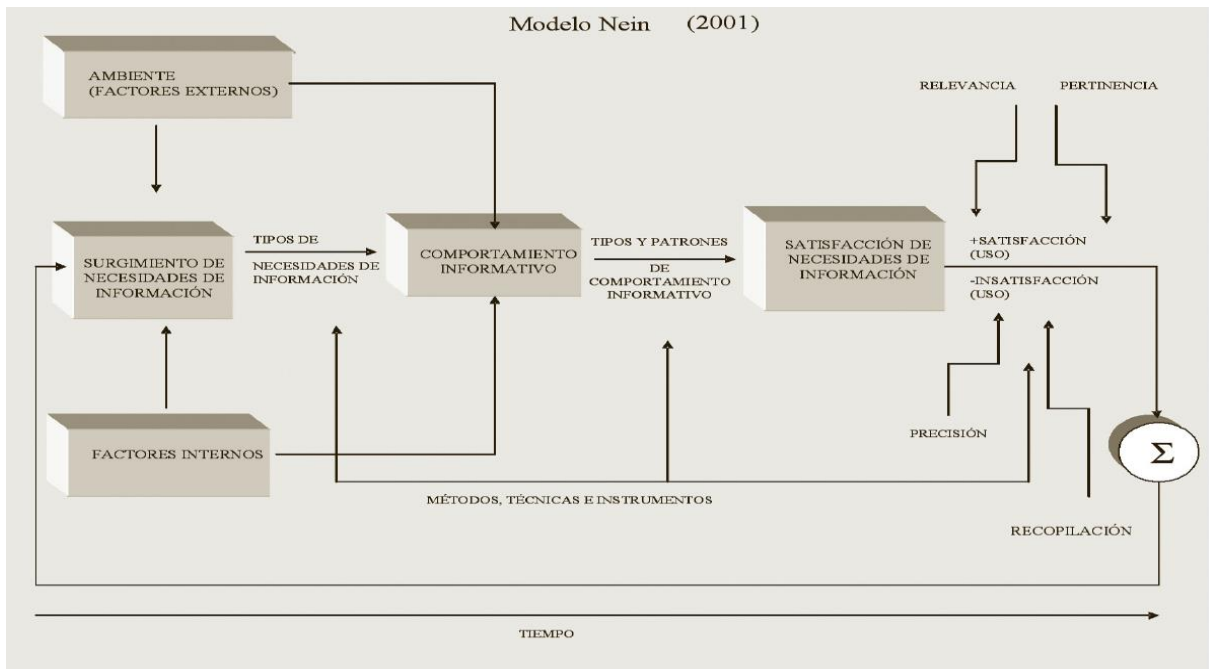 Modelo Nein (2001)
AMBIENTE
(FACTORES EXTERNOS)
RELEVANCIA
PERTINENCIA
SURGIMIENTO DE
NECESIDADES DE
INFORMACIÓN
TIPOS DE
NECESIDADES DE
INFORMACIÓN
COMPORTAMIENTO
INFORMATIVO
TIPOS Y PATRONES
DE
COMPORTAMIENTO
INFORMATIVO
SATISFACCIÓN DE
NECESIDADES DE
INFORMACIÓN
+SATISFACCIÓN
(USO)
-INSATISFACCIÓN
(USO)
FACTORES INTERNOS
PRECISIÓN
Σ
MÉTODOS, TÉCNICAS E INSTRUMENTOS
RECOPILACIÓN
TIEMPO